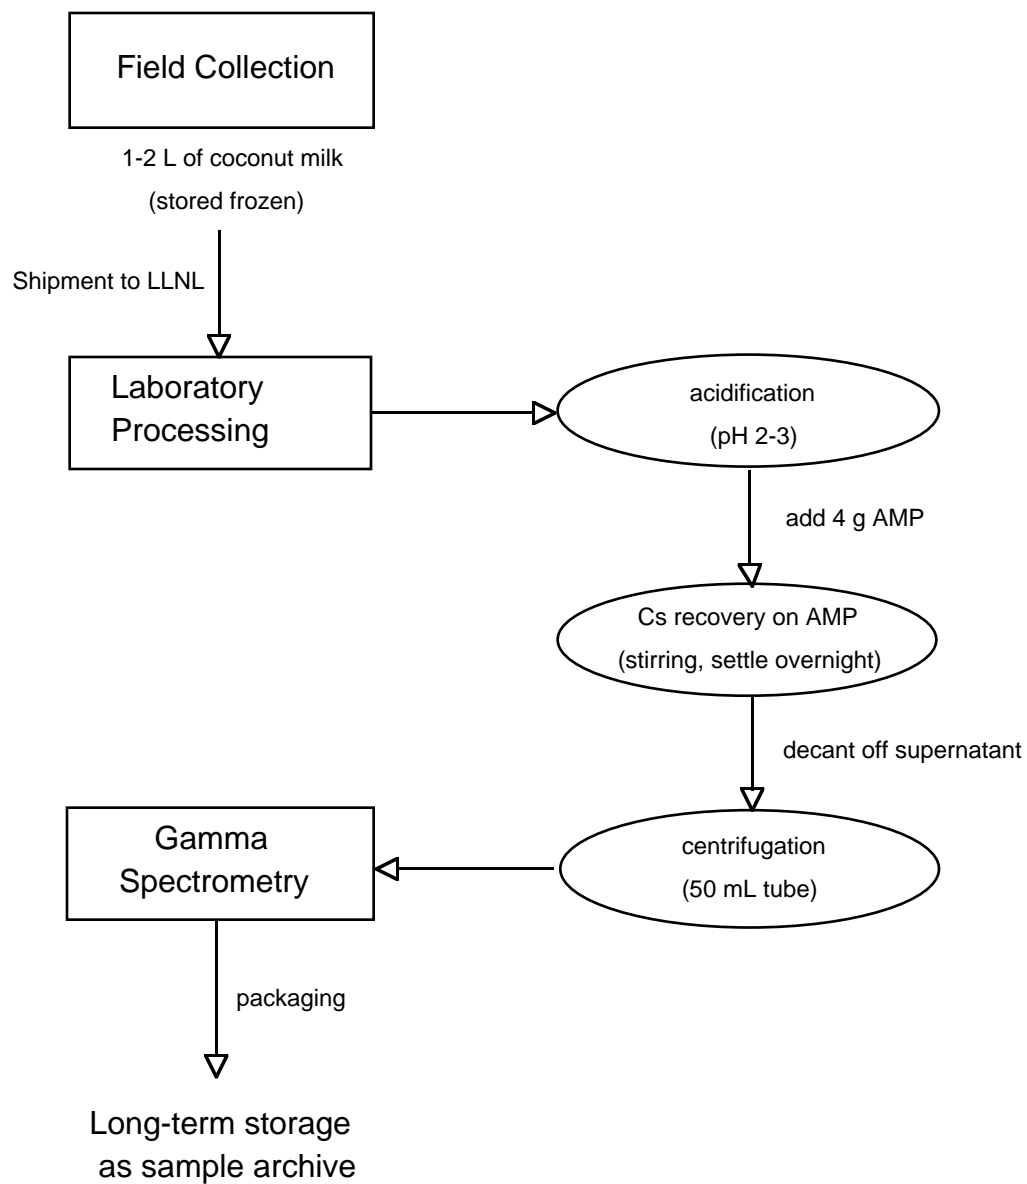 Field Collection
1-2 L of coconut milk
(stored frozen)
Shipment to LLNL
Laboratory
Processing
acidification
(pH 2-3)
add 4 g AMP
Cs recovery on AMP
(stirring, settle overnight)
decant off supernatant
centrifugation
(50 mL tube)
Gamma
Spectrometry
packaging
Long-term storage
as sample archive